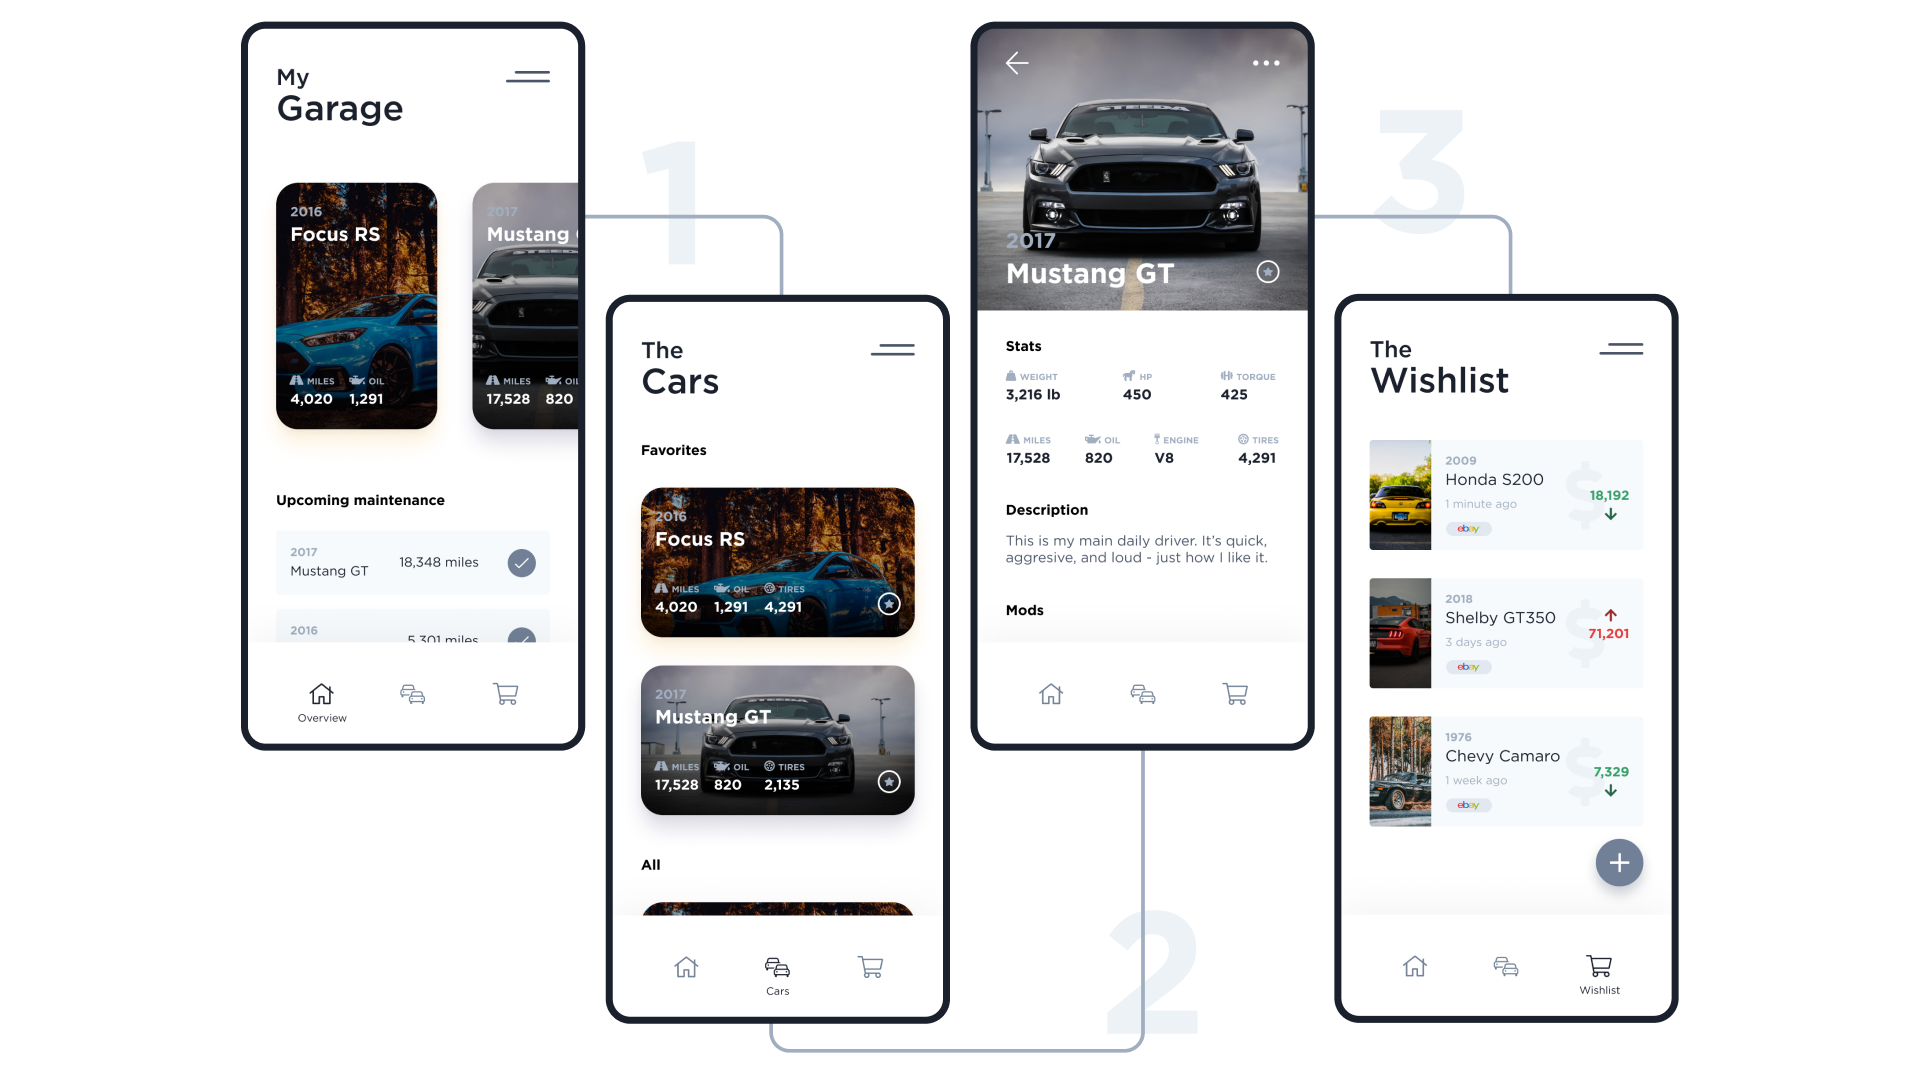 My
Garage
2016
Focus RS
MILES OIL
4,020 1,291
2017
Mustang
MILES OIL
17,528 820
Upcoming maintenance
2017
Mustang GT
18,348 miles
2016
5,301 miles
Overview
1
The
Cars
Favorites
2016
Focus RS
MILES OIL TIRES
4,020 1,291 4,291
2017
Mustang GT
MILES OIL TIRES
17,528 820 2,135
All
Cars
2
STEEDA
2017
Mustang GT
Stats
WEIGHT HP TORQUE
3,216 lb 450 425
MILES OIL ENGINE TIRES
17,528 820 V8 4,291
Description
This is my main daily driver. It’s quick,
aggresive, and loud - just how I like it.
Mods
3
The
Wishlist
2009
Honda S200
1 minute ago
ebay
$
18,192
2018
Shelby GT350
3 days ago
ebay
$
71,201
1976
Chevy Camaro
1 week ago
ebay
$
7,329
Wishlist